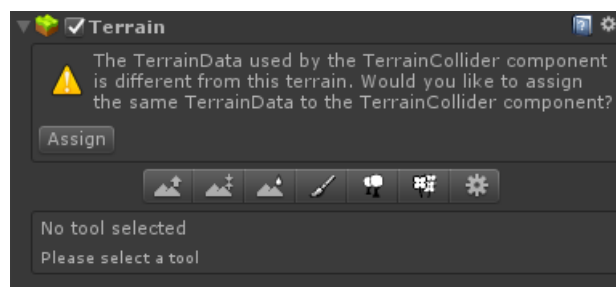 Terrain
The TerrainData used by the TerrainCollider component
is different from this terrain. Would you like to assign
the same TerrainData to the TerrainCollider component?
Assign
No tool selected
Please select a tool